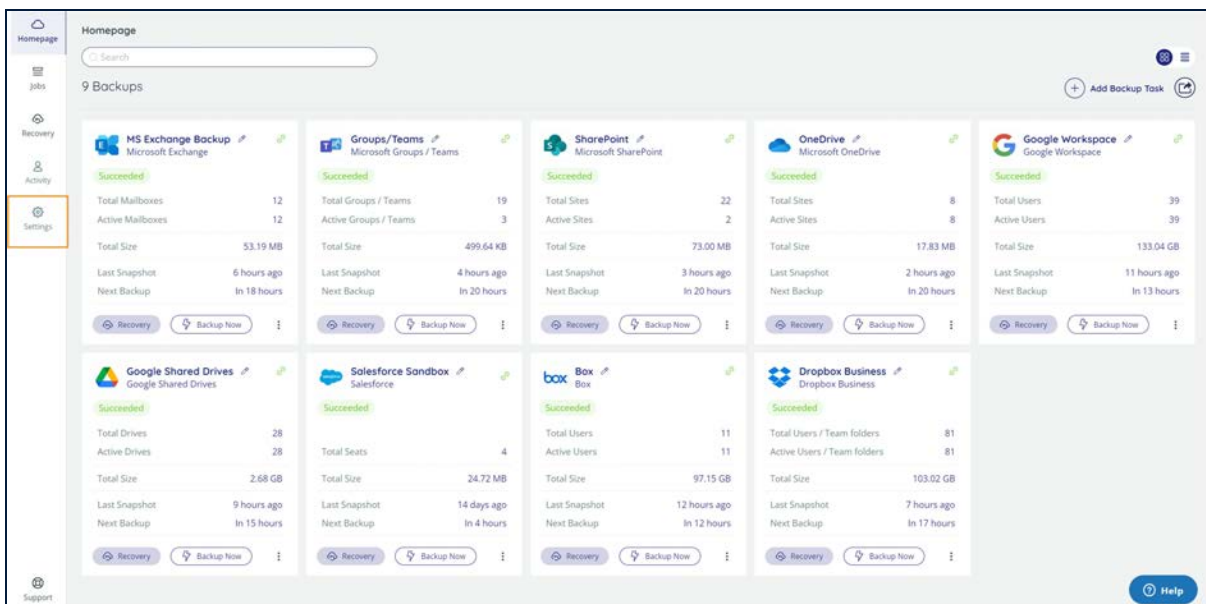 Homepage
Jobs
Recovery
Activity
Settings
Support
Homepage
Search
9 Backups
Add Backup Task
MS Exchange Backup
Microsoft Exchange
Succeeded
Total Mailboxes 12
Active Mailboxes 12
Total Size 53.19 MB
Last Snapshot 6 hours ago
Next Backup In 18 hours
Recovery Backup Now
Groups/Teams
Microsoft Groups / Teams
Succeeded
Total Groups / Teams 19
Active Groups / Teams 3
Total Size 499.64 KB
Last Snapshot 4 hours ago
Next Backup In 20 hours
Recovery Backup Now
SharePoint
Microsoft SharePoint
Succeeded
Total Sites 22
Active Sites 2
Total Size 73.00 MB
Last Snapshot 3 hours ago
Next Backup In 20 hours
Recovery Backup Now
OneDrive
Microsoft OneDrive
Succeeded
Total Sites 8
Active Sites 8
Total Size 17.83 MB
Last Snapshot 2 hours ago
Next Backup In 20 hours
Recovery Backup Now
Google Workspace
Google Workspace
Succeeded
Total Users 39
Active Users 39
Total Size 133.04 GB
Last Snapshot 11 hours ago
Next Backup In 13 hours
Recovery Backup Now
Google Shared Drives
Google Shared Drives
Succeeded
Total Drives 28
Active Drives 28
Total Size 2.68 GB
Last Snapshot 9 hours ago
Next Backup In 15 hours
Recovery Backup Now
Salesforce Sandbox
Salesforce
Succeeded
Total Seats 4
Total Size 24.72 MB
Last Snapshot 14 days ago
Next Backup In 4 hours
Recovery Backup Now
box
Box
Box
Succeeded
Total Users 11
Active Users 11
Total Size 97.15 GB
Last Snapshot 12 hours ago
Next Backup In 12 hours
Recovery Backup Now
Dropbox Business
Dropbox Business
Succeeded
Total Users / Team folders 81
Active Users / Team folders 81
Total Size 103.02 GB
Last Snapshot 7 hours ago
Next Backup In 17 hours
Recovery Backup Now
Help